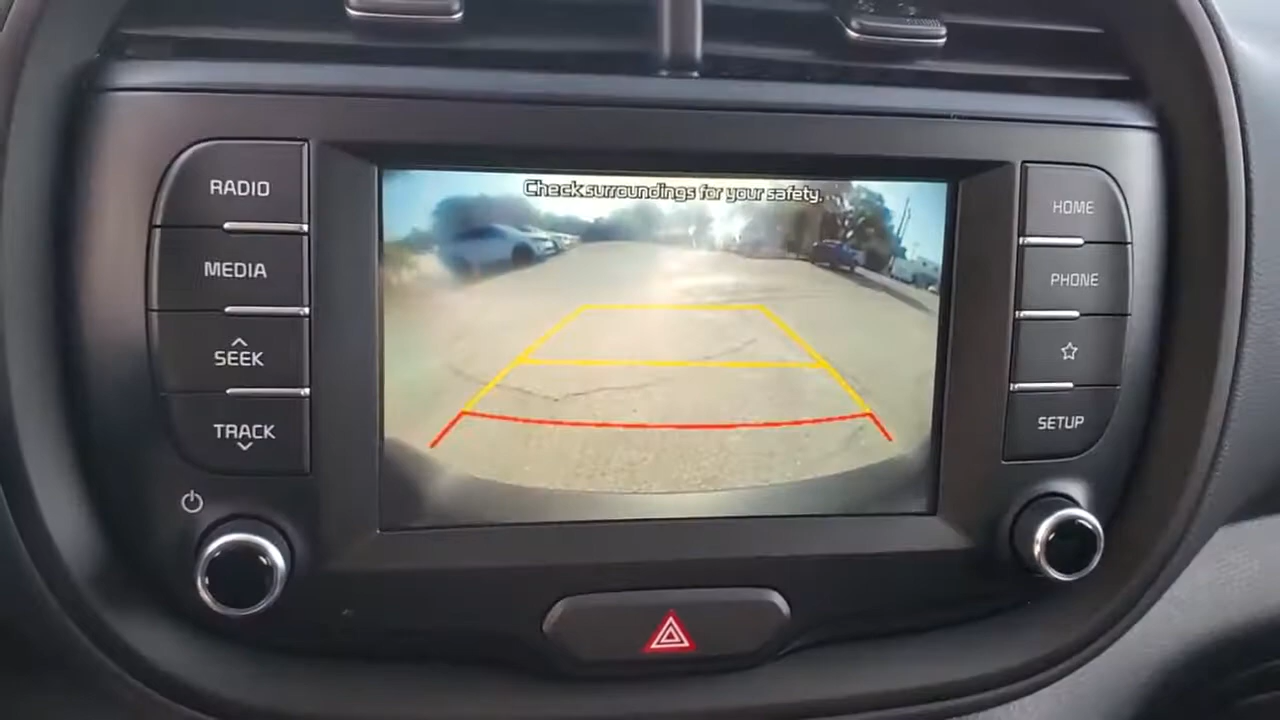 Check surroundings for your safety.
RADIO
MEDIA
SEEK
TRACK
HOME
PHONE
SETUP